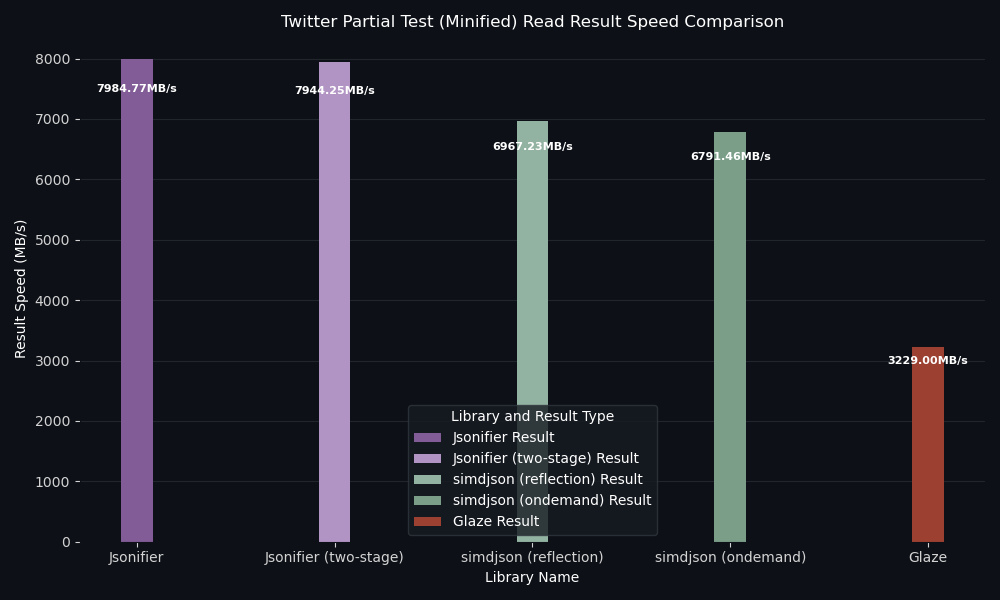 Twitter Partial Test (Minified) Read Result Speed Comparison
8000
7000
6000
5000
4000
3000
2000
1000
0
Result Speed (MB/s)
7984.77MB/s
7944.25MB/s
6967.23MB/s
6791.46MB/s
3229.00MB/s
Library and Result Type
Jsonifier Result
Jsonifier (two-stage) Result
simdjson (reflection) Result
simdjson (ondemand) Result
Glaze Result
Jsonifier
Jsonifier (two-stage)
simdjson (reflection)
simdjson (ondemand)
Glaze
Library Name